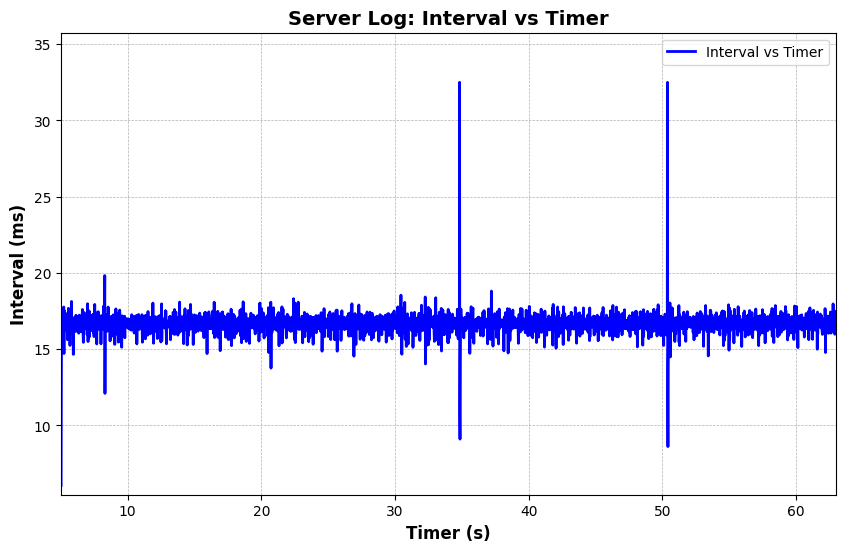 Server Log: Interval vs Timer
Interval vs Timer
Interval (ms)
35
30
25
20
15
10
10 20 30 40 50 60
Timer (s)